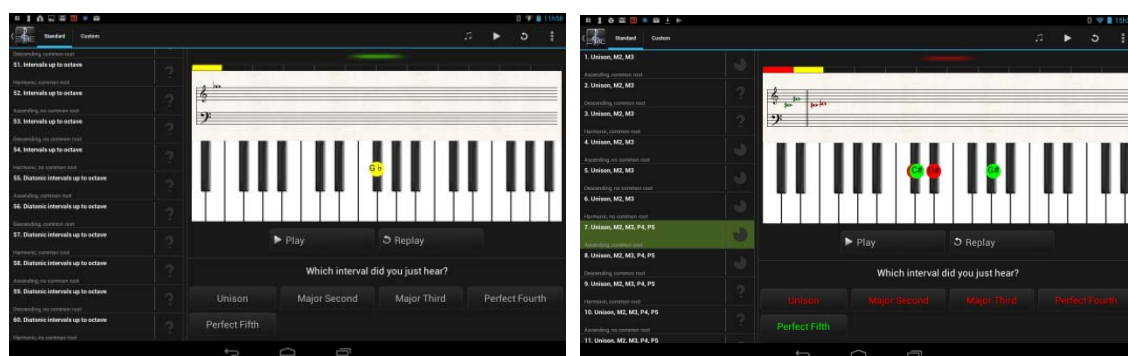 11h56
Standard Custom
Descending, common root
51. Intervals up to octave
Harmonic, common root
52. Intervals up to octave
Ascending, no common root
53. Intervals up to octave
Descending, no common root
54. Intervals up to octave
Harmonic, no common root
55. Diatonic intervals up to octave
Ascending, common root
56. Diatonic intervals up to octave
Descending, common root
57. Diatonic intervals up to octave
Harmonic, common root
58. Diatonic intervals up to octave
Ascending, no common root
59. Diatonic intervals up to octave
Descending, no common root
60. Diatonic intervals up to octave
Harmonic, no common root
G♭
Play Replay
Which interval did you just hear?
Unison Major Second Major Third Perfect Fourth
Perfect Fifth
Standard Custom
1. Unison, M2, M3
Ascending, common root
2. Unison, M2, M3
Descending, common root
3. Unison, M2, M3
Harmonic, common root
4. Unison, M2, M3
Ascending, no common root
5. Unison, M2, M3
Descending, no common root
6. Unison, M2, M3
Harmonic, no common root
7. Unison, M2, M3, P4, P5
Ascending, common root
8. Unison, M2, M3, P4, P5
Descending, common root
9. Unison, M2, M3, P4, P5
Harmonic, common root
10. Unison, M2, M3, P4, P5
Ascending, no common root
11. Unison, M2, M3, P4, P5
C# D# G#
Play Replay
Which interval did you just hear?
Unison Major Second Major Third Perfect Fourth
Perfect Fifth